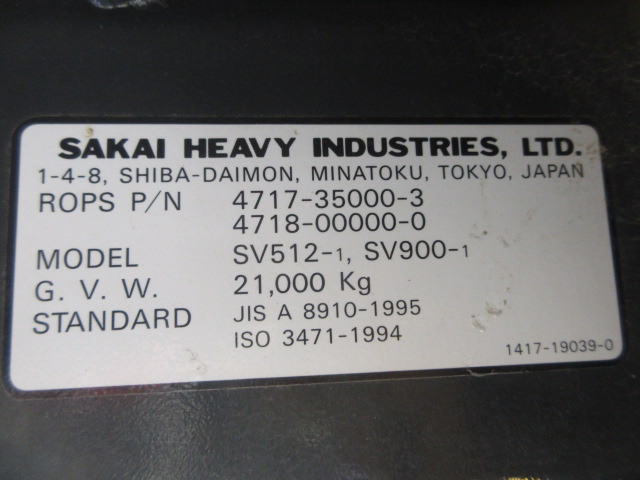 SAKAI HEAVY INDUSTRIES, LTD.
1-4-8, SHIBA-DAIMON, MINATOKU, TOKYO, JAPAN
ROPS P/N 4717-35000-3
4718-00000-0
MODEL SV512-1, SV900-1
G. V. W. 21,000 Kg
STANDARD JIS A 8910-1995
ISO 3471-1994
1417-19039-0